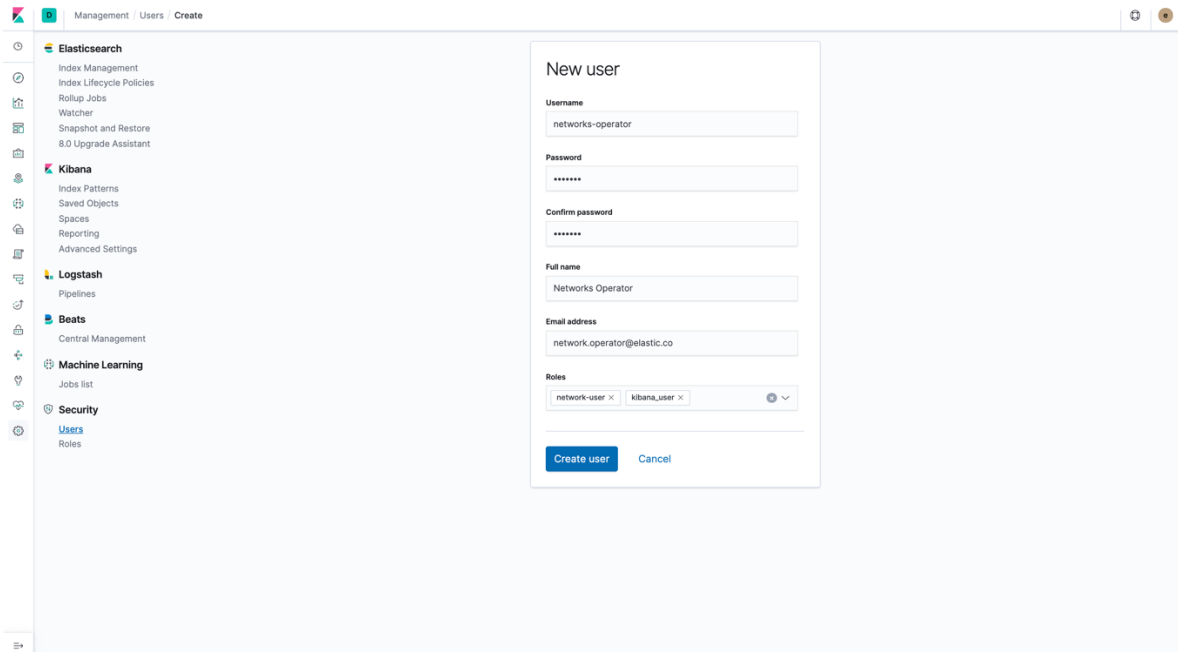 D Management / Users / Create e
Elasticsearch
Index Management
Index Lifecycle Policies
Rollup Jobs
Watcher
Snapshot and Restore
8.0 Upgrade Assistant
Kibana
Index Patterns
Saved Objects
Spaces
Reporting
Advanced Settings
Logstash
Pipelines
Beats
Central Management
Machine Learning
Jobs list
Security
Users
Roles
New user
Username
networks-operator
Password
•••••••
Confirm password
•••••••
Full name
Networks Operator
Email address
network.operator@elastic.co
Roles
network-user × kibana_user ×
Create user Cancel